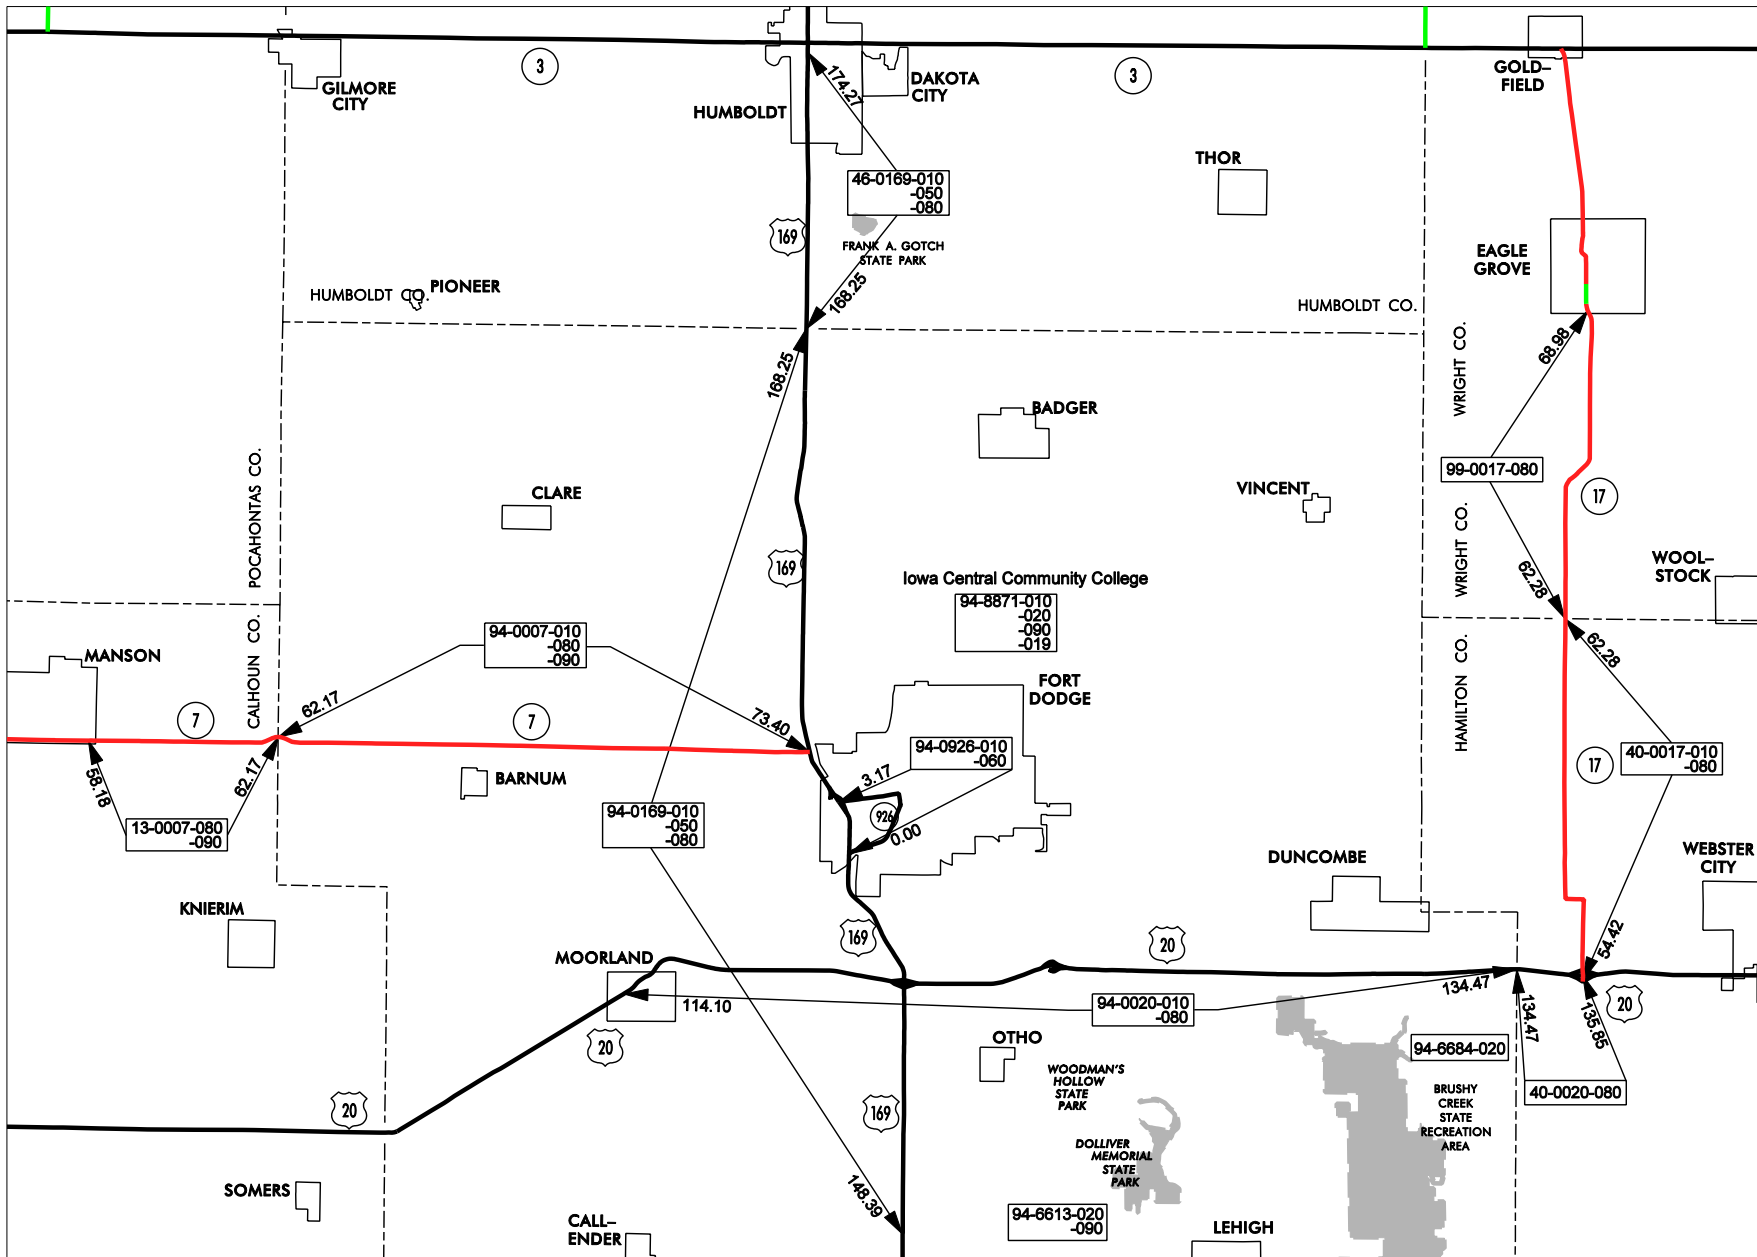 3
3
GILMORE
CITY
HUMBOLDT
DAKOTA
CITY
GOLD–
FIELD
174.27
THOR
46-0169-010
-050
-080
169
FRANK A. GOTCH
STATE PARK
EAGLE
GROVE
HUMBOLDT CO.
PIONEER
168.25
HUMBOLDT CO.
168.25
68.98
WRIGHT CO.
BADGER
99-0017-080
POCAHONTAS CO.
CLARE
VINCENT
17
WRIGHT CO.
169
Iowa Central Community College
94-8871-010
-020
-090
-019
62.28
WOOL–
STOCK
94-0007-010
-080
-090
MANSON
CALHOUN CO.
62.28
HAMILTON CO.
FORT
DODGE
7
62.17
7
73.40
94-0926-010
-060
40-0017-010
-080
17
58.18
62.17
BARNUM
3.17
926
0.00
13-0007-080
-090
94-0169-010
-050
-080
DUNCOMBE
WEBSTER
CITY
KNIERIM
169
20
54.42
MOORLAND
114.10
94-0020-010
-080
134.47
134.47
135.85
20
20
OTHO
94-6684-020
WOODMAN'S
HOLLOW
STATE
PARK
BRUSHY
CREEK
STATE
RECREATION
AREA
40-0020-080
20
169
DOLLIVER
MEMORIAL
STATE
PARK
SOMERS
148.39
CALL–
ENDER
94-6613-020
-090
LEHIGH